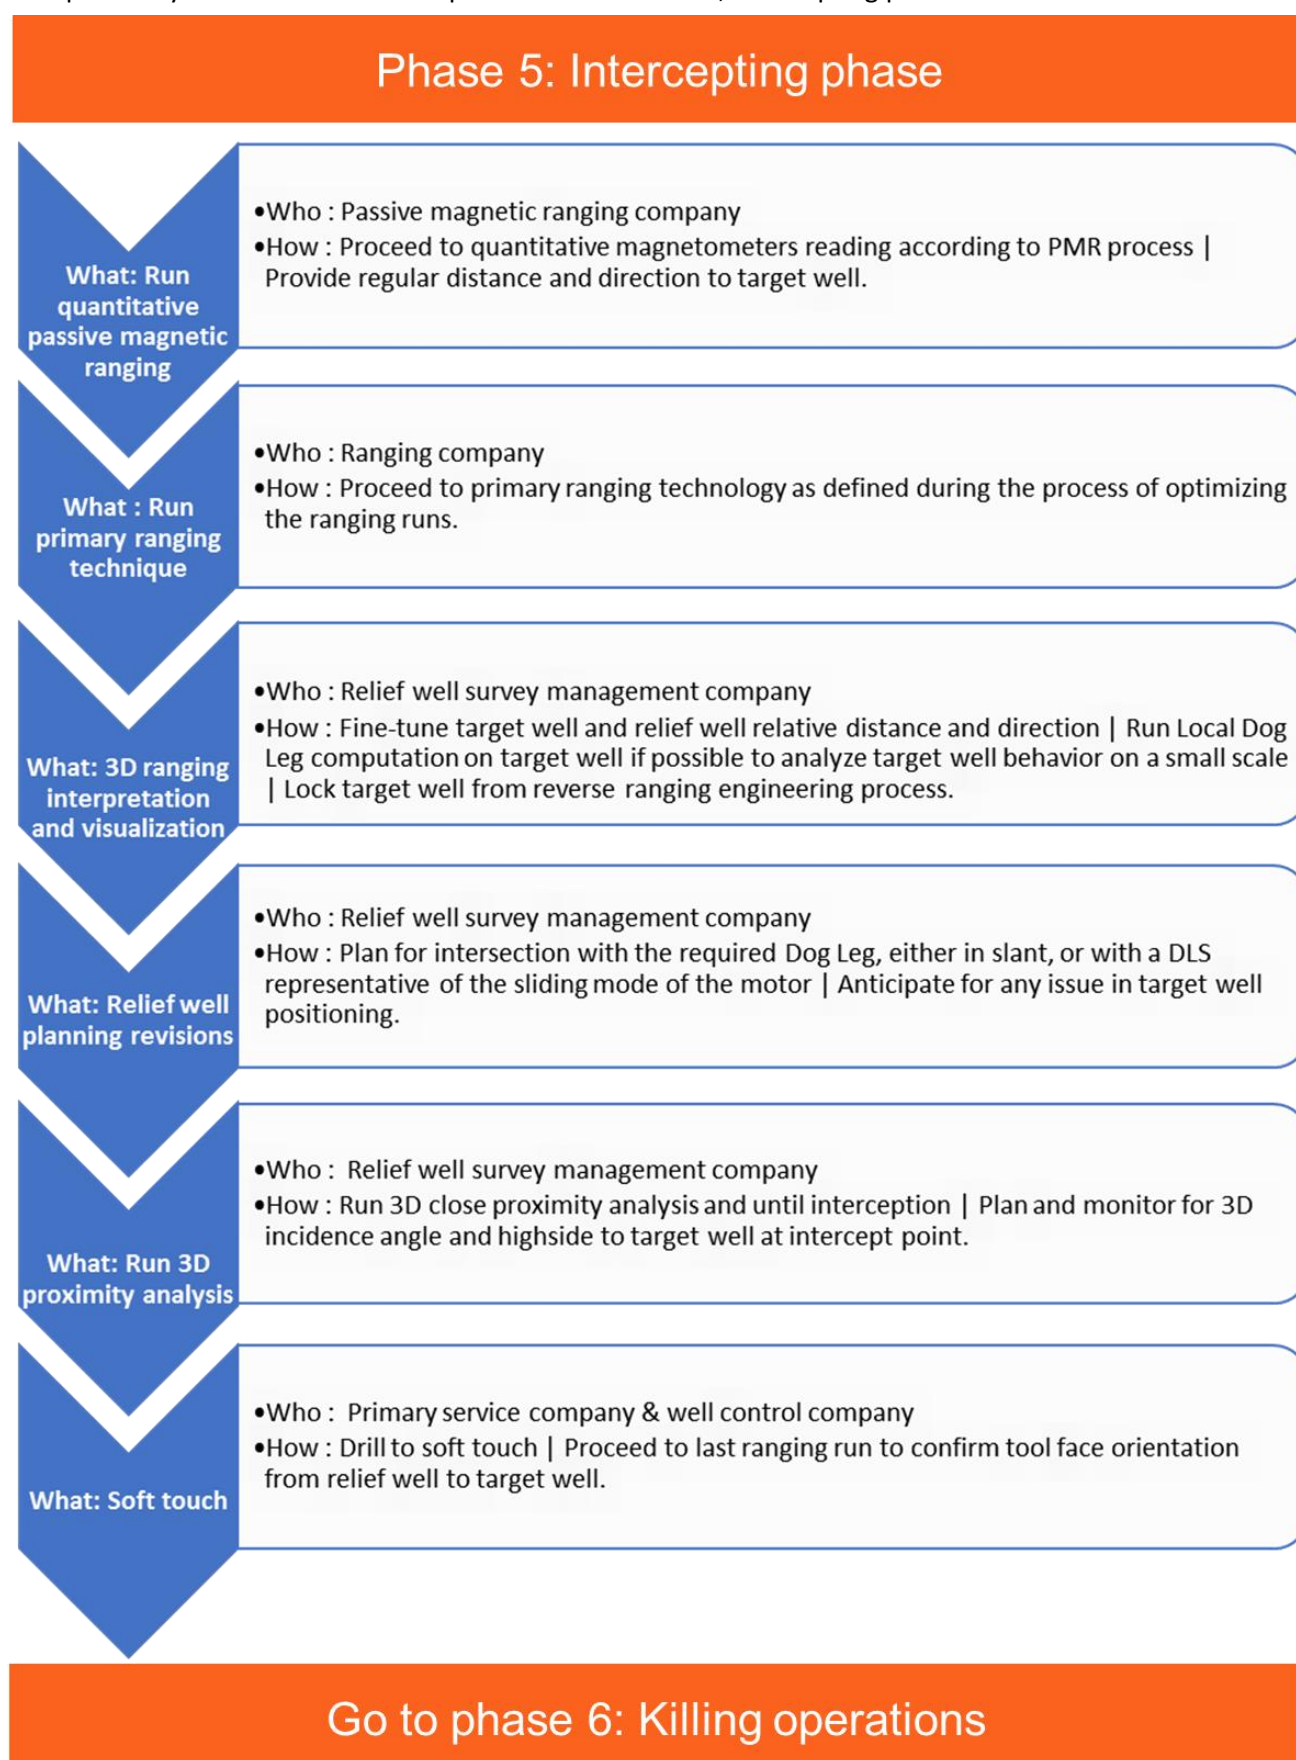 Phase 5: Intercepting phase
What: Run
quantitative
passive magnetic
ranging
•Who : Passive magnetic ranging company
•How : Proceed to quantitative magnetometers reading according to PMR process |
Provide regular distance and direction to target well.
What : Run
primary ranging
technique
•Who : Ranging company
•How : Proceed to primary ranging technology as defined during the process of optimizing
the ranging runs.
What: 3D ranging
interpretation
and visualization
•Who : Relief well survey management company
•How : Fine-tune target well and relief well relative distance and direction | Run Local Dog
Leg computation on target well if possible to analyze target well behavior on a small scale
| Lock target well from reverse ranging engineering process.
What: Relief well
planning revisions
•Who : Relief well survey management company
•How : Plan for intersection with the required Dog Leg, either in slant, or with a DLS
representative of the sliding mode of the motor | Anticipate for any issue in target well
positioning.
What: Run 3D
proximity analysis
•Who : Relief well survey management company
•How : Run 3D close proximity analysis and until interception | Plan and monitor for 3D
incidence angle and highside to target well at intercept point.
What: Soft touch
•Who : Primary service company & well control company
•How : Drill to soft touch | Proceed to last ranging run to confirm tool face orientation
from relief well to target well.
Go to phase 6: Killing operations